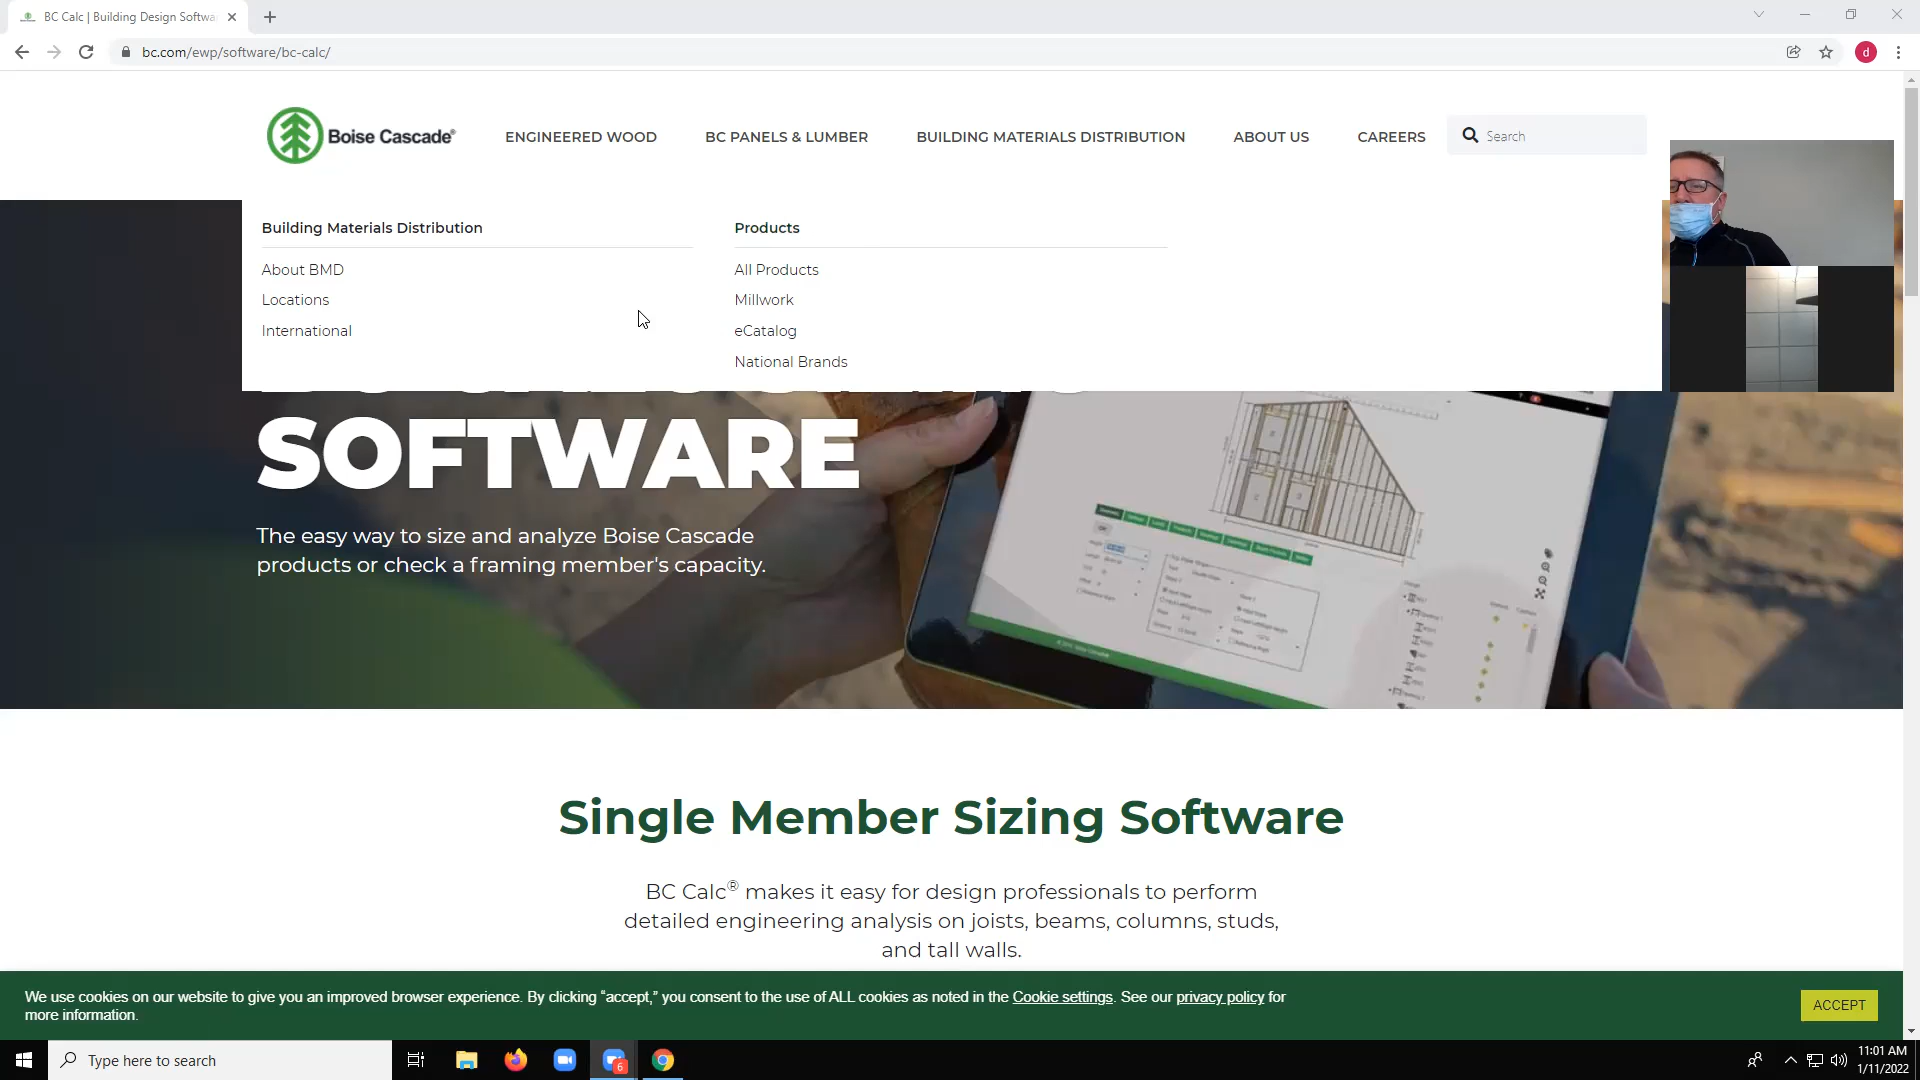 BC Calc | Building Design Softwa
bc.com/ewp/software/bc-calc/
d
Boise Cascade®
ENGINEERED WOOD
BC PANELS & LUMBER
BUILDING MATERIALS DISTRIBUTION
ABOUT US
CAREERS
Search
Building Materials Distribution
About BMD
Locations
International
Products
All Products
Millwork
eCatalog
National Brands
SOFTWARE
The easy way to size and analyze Boise Cascade
products or check a framing member's capacity.
Single Member Sizing Software
BC Calc® makes it easy for design professionals to perform
detailed engineering analysis on joists, beams, columns, studs,
and tall walls.
We use cookies on our website to give you an improved browser experience. By clicking “accept,” you consent to the use of ALL cookies as noted in the Cookie settings. See our privacy policy for
more information.
ACCEPT
Type here to search
6
11:01 AM
1/11/2022